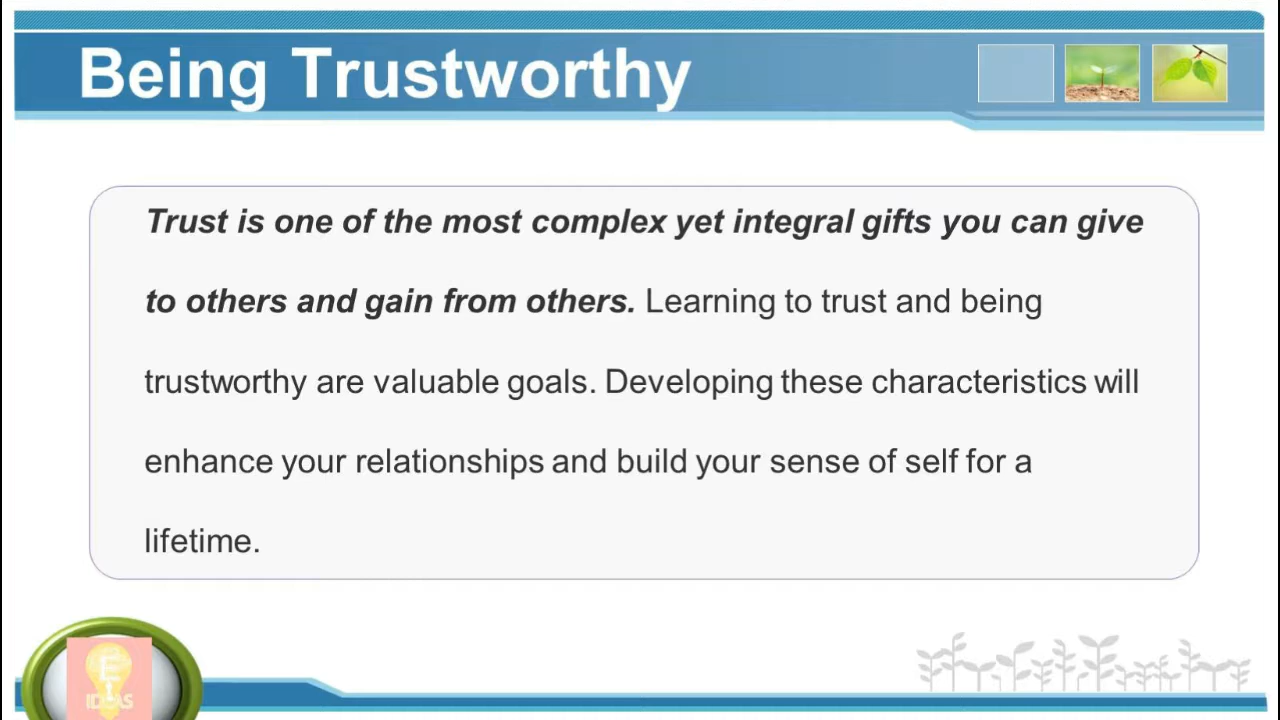 Being Trustworthy
Trust is one of the most complex yet integral gifts you can give
to others and gain from others. Learning to trust and being
trustworthy are valuable goals. Developing these characteristics will
enhance your relationships and build your sense of self for a
lifetime.
E
IDEAS